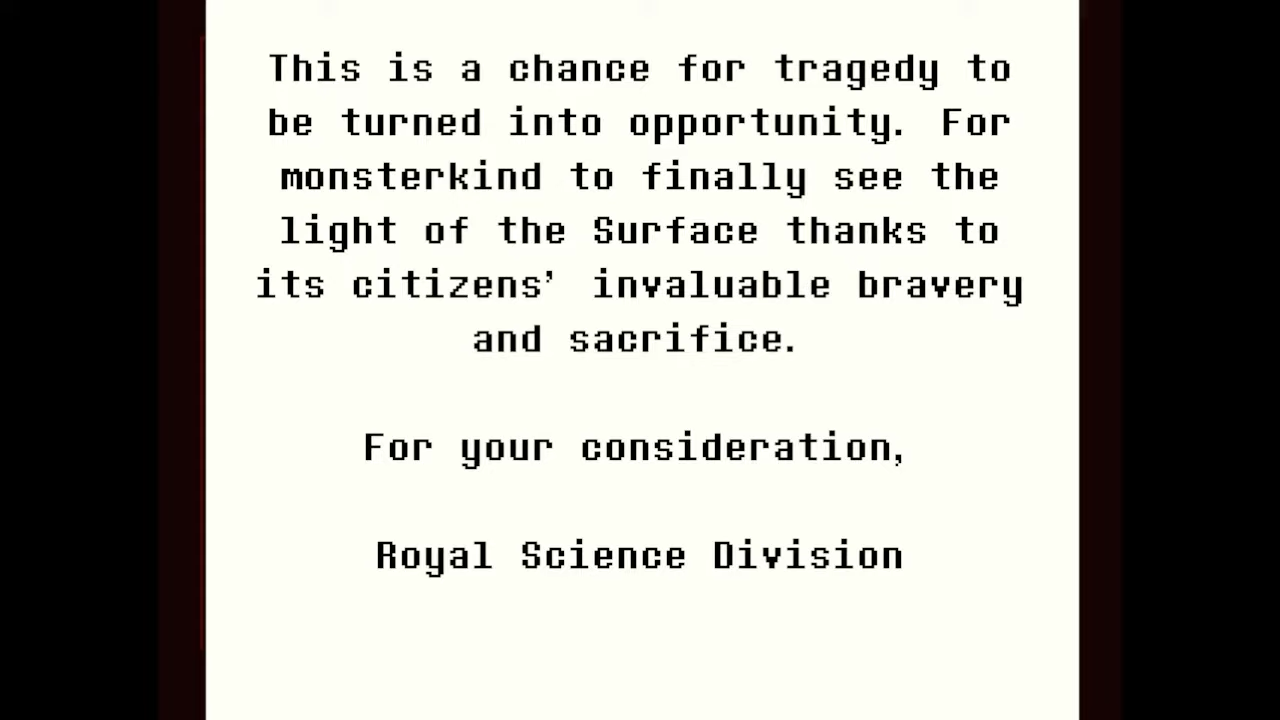 This is a chance for tragedy to
be turned into opportunity. For
monsterkind to finally see the
light of the Surface thanks to
its citizens’ invaluable bravery
and sacrifice.
For your consideration,
Royal Science Division